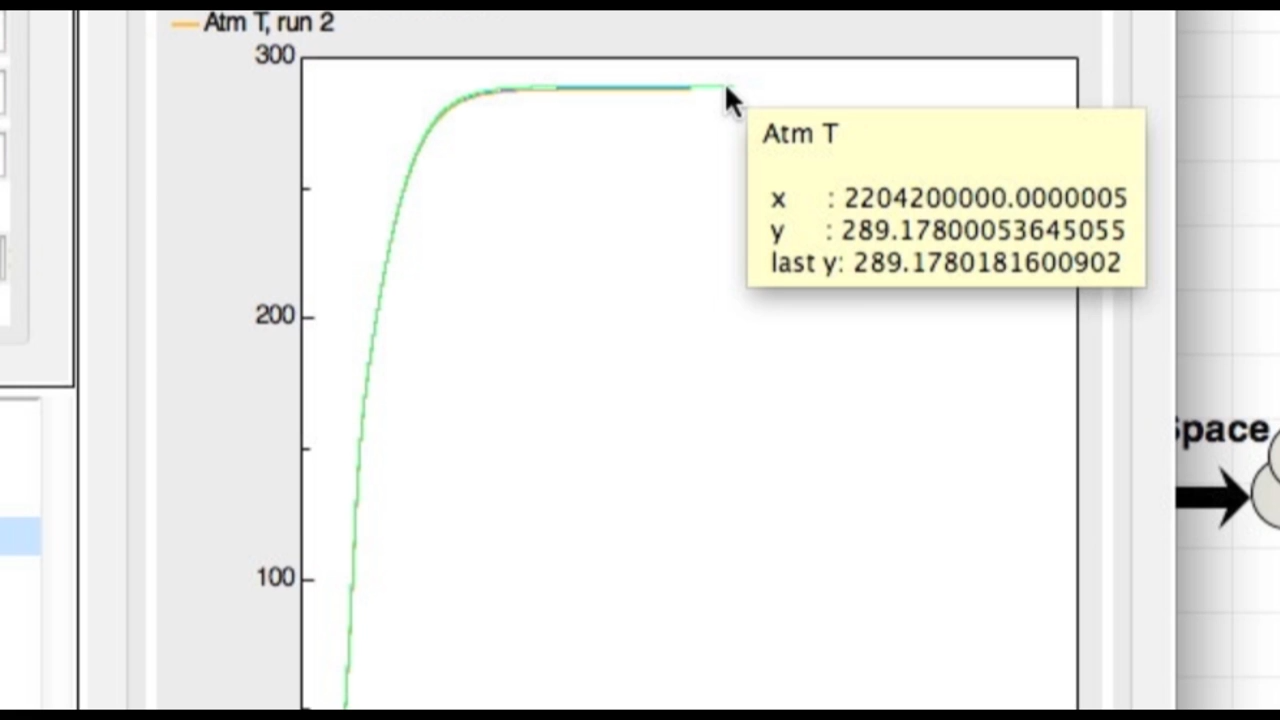 Atm T, run 2
300
200
100
Atm T
x : 2204200000.0000005
y : 289.17800053645055
last y: 289.1780181600902
Space